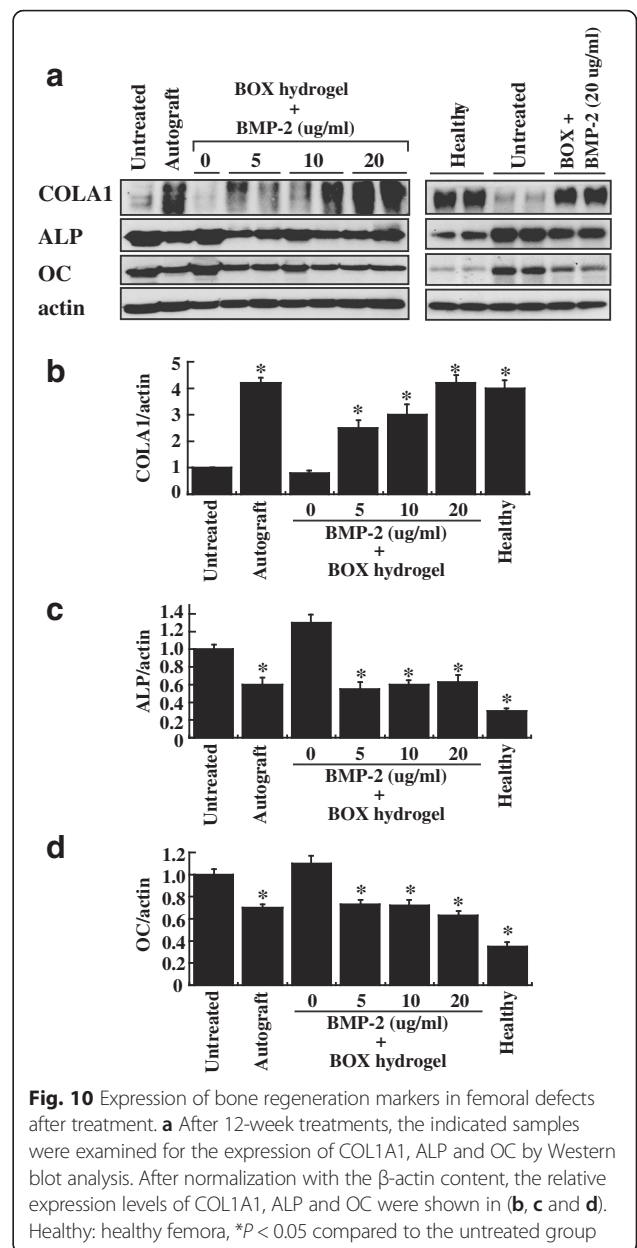 a
BOX hydrogel
+
BMP-2 (ug/ml)
Untreated
Autograft
0 5 10 20
Healthy
Untreated
BOX +
BMP-2 (20 ug/ml)
COLA1
ALP
OC
actin
b
COLA1/actin
5
4
3
2
1
0
* * * * *
Untreated
Autograft
0 5 10 20
BMP-2 (ug/ml)
+
BOX hydrogel
Healthy
c
ALP/actin
1.4
1.2
1.0
0.8
0.6
0.4
0.2
0
* * * * *
Untreated
Autograft
0 5 10 20
BMP-2 (ug/ml)
+
BOX hydrogel
Healthy
d
OC/actin
1.2
1.0
0.8
0.6
0.4
0.2
0
* * * * *
Untreated
Autograft
0 5 10 20
BMP-2 (ug/ml)
+
BOX hydrogel
Healthy
Fig. 10 Expression of bone regeneration markers in femoral defects
after treatment. a After 12-week treatments, the indicated samples
were examined for the expression of COL1A1, ALP and OC by Western
blot analysis. After normalization with the β-actin content, the relative
expression levels of COL1A1, ALP and OC were shown in (b, c and d).
Healthy: healthy femora, *P < 0.05 compared to the untreated group